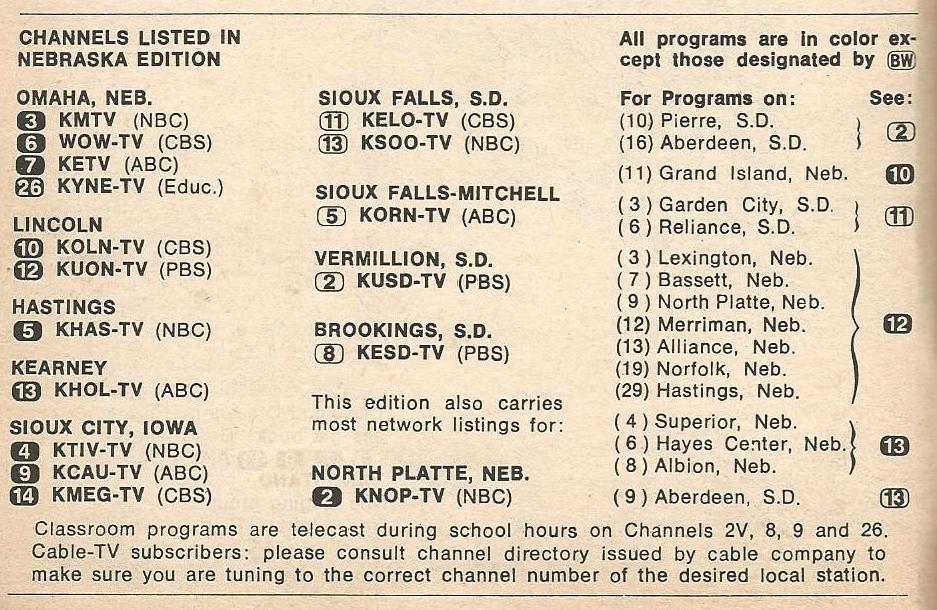 CHANNELS LISTED IN
NEBRASKA EDITION
OMAHA, NEB.
3 KMTV (NBC)
6 WOW-TV (CBS)
7 KETV (ABC)
26 KYNE-TV (Educ.)
LINCOLN
10 KOLN-TV (CBS)
12 KUON-TV (PBS)
HASTINGS
5 KHAS-TV (NBC)
KEARNEY
13 KHOL-TV (ABC)
SIOUX CITY, IOWA
4 KTIV-TV (NBC)
9 KCAU-TV (ABC)
14 KMEG-TV (CBS)
SIOUX FALLS, S.D.
11 KELO-TV (CBS)
13 KSOO-TV (NBC)
SIOUX FALLS-MITCHELL
5 KORN-TV (ABC)
VERMILLION, S.D.
2 KUSD-TV (PBS)
BROOKINGS, S.D.
8 KESD-TV (PBS)
This edition also carries
most network listings for:
NORTH PLATTE, NEB.
2 KNOP-TV (NBC)
All programs are in color ex-
cept those designated by BW
For Programs on: See:
(10) Pierre, S.D.
(16) Aberdeen, S.D. 2
(11) Grand Island, Neb. 10
(3) Garden City, S.D.
(6) Reliance, S.D. 11
(3) Lexington, Neb.
(7) Bassett, Neb.
(9) North Platte, Neb.
(12) Merriman, Neb. 12
(13) Alliance, Neb.
(19) Norfolk, Neb.
(29) Hastings, Neb.
(4) Superior, Neb.
(6) Hayes Center, Neb. 13
(8) Albion, Neb.
(9) Aberdeen, S.D. 13
Classroom programs are telecast during school hours on Channels 2V, 8, 9 and 26.
Cable-TV subscribers: please consult channel directory issued by cable company to
make sure you are tuning to the correct channel number of the desired local station.